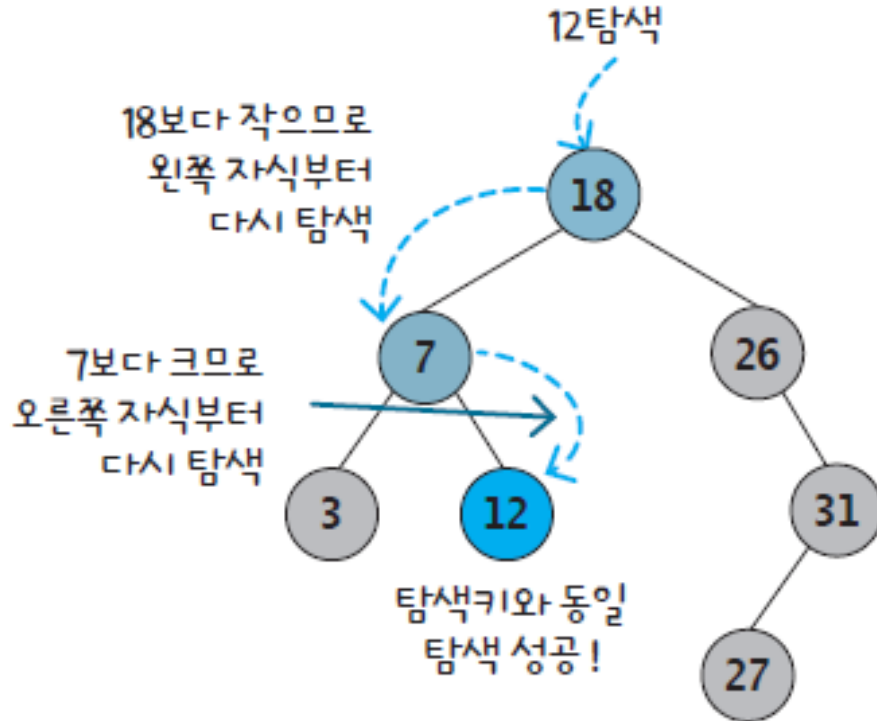 12탐색
18보다 작으므로
왼쪽 자식부터
다시 탐색
18
7
26
7보다 크므로
오른쪽 자식부터
다시 탐색
3
12
31
탐색키와 동일
탐색 성공!
27